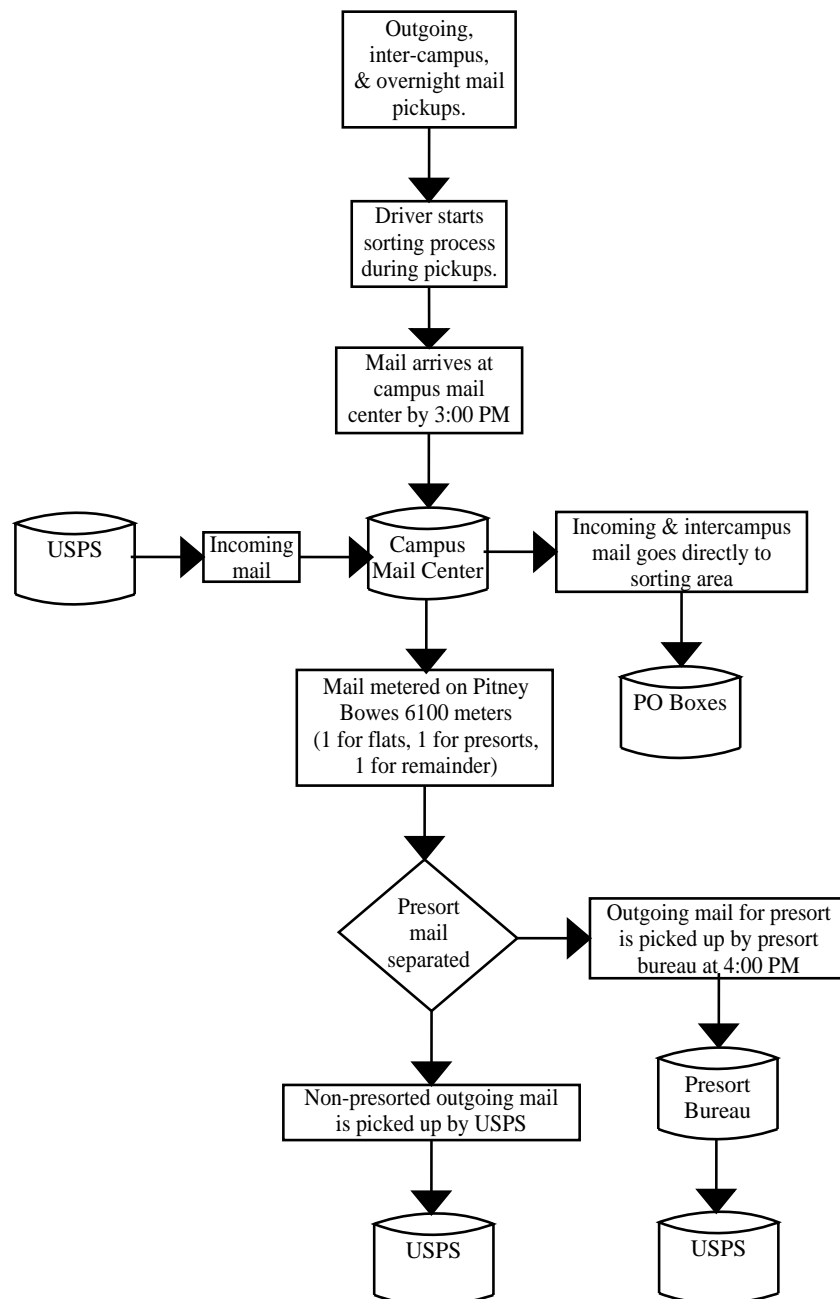 Outgoing,
inter-campus,
& overnight mail
pickups.
Driver starts
sorting process
during pickups.
Mail arrives at
campus mail
center by 3:00 PM
USPS
Incoming
mail
Campus
Mail Center
Incoming & intercampus
mail goes directly to
sorting area
Mail metered on Pitney
Bowes 6100 meters
(1 for flats, 1 for presorts,
1 for remainder)
PO Boxes
Presort
mail
separated
Outgoing mail for presort
is picked up by presort
bureau at 4:00 PM
Non-presorted outgoing mail
is picked up by USPS
Presort
Bureau
USPS
USPS